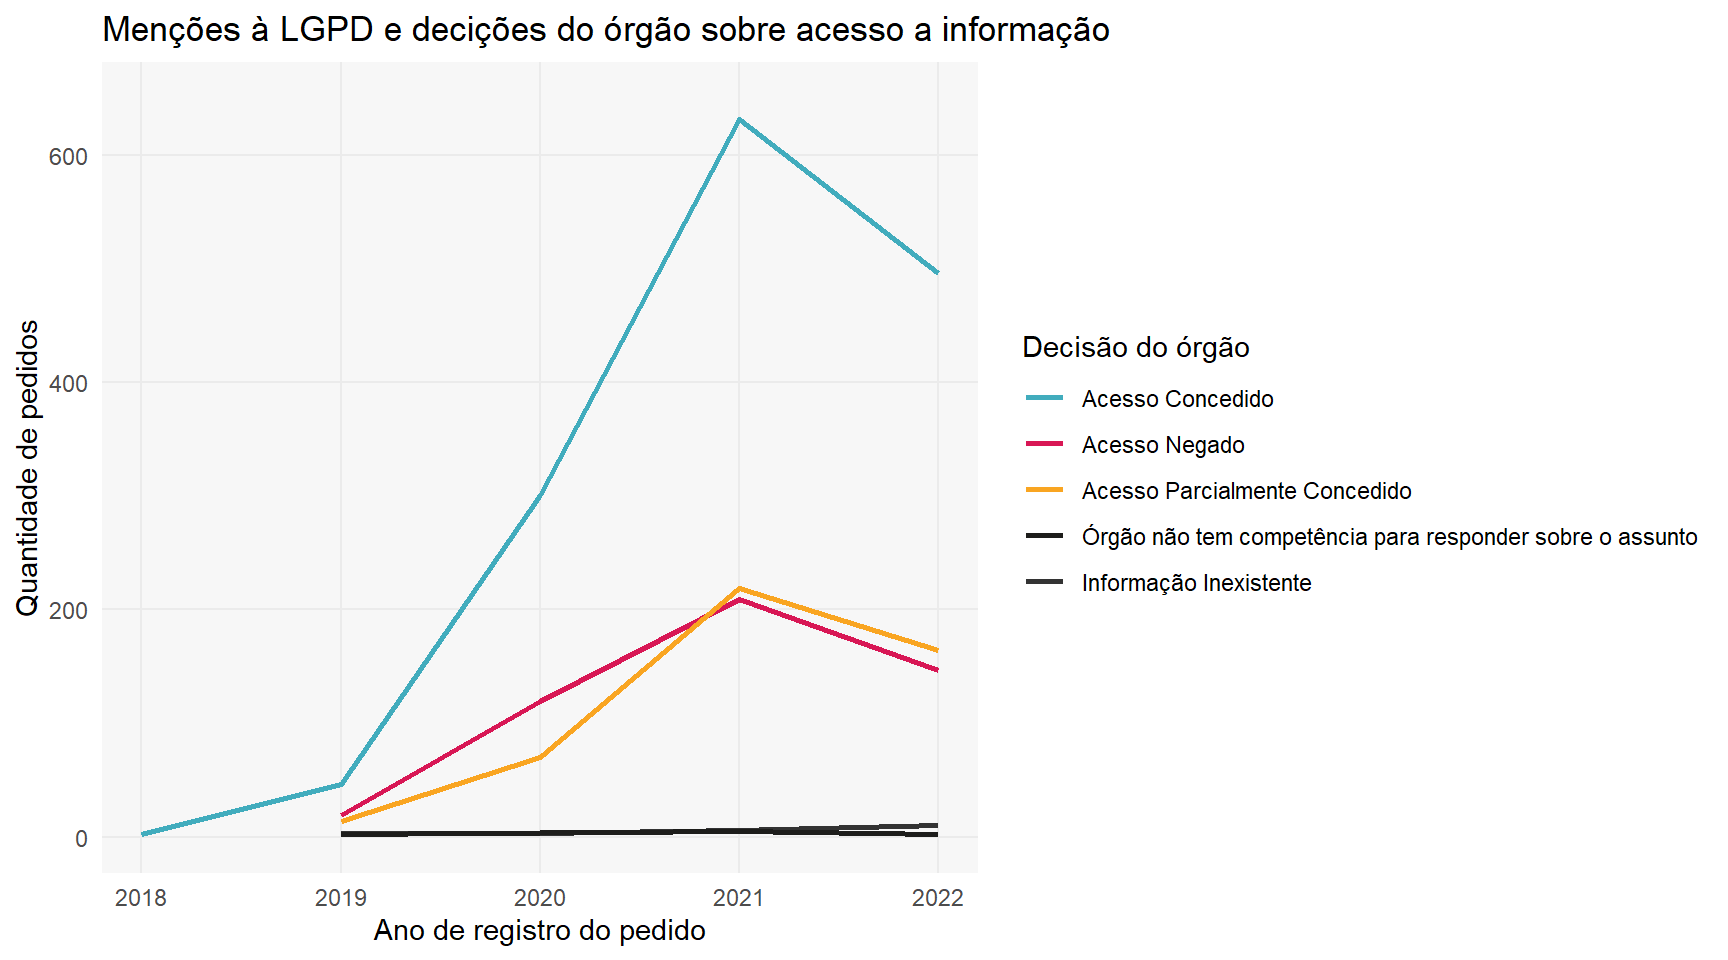 Menções à LGPD e decições do órgão sobre acesso a informação
Quantidade de pedidos
600
400
200
0
2018 2019 2020 2021 2022
Ano de registro do pedido
Decisão do órgão
Acesso Concedido
Acesso Negado
Acesso Parcialmente Concedido
Órgão não tem competência para responder sobre o assunto
Informação Inexistente